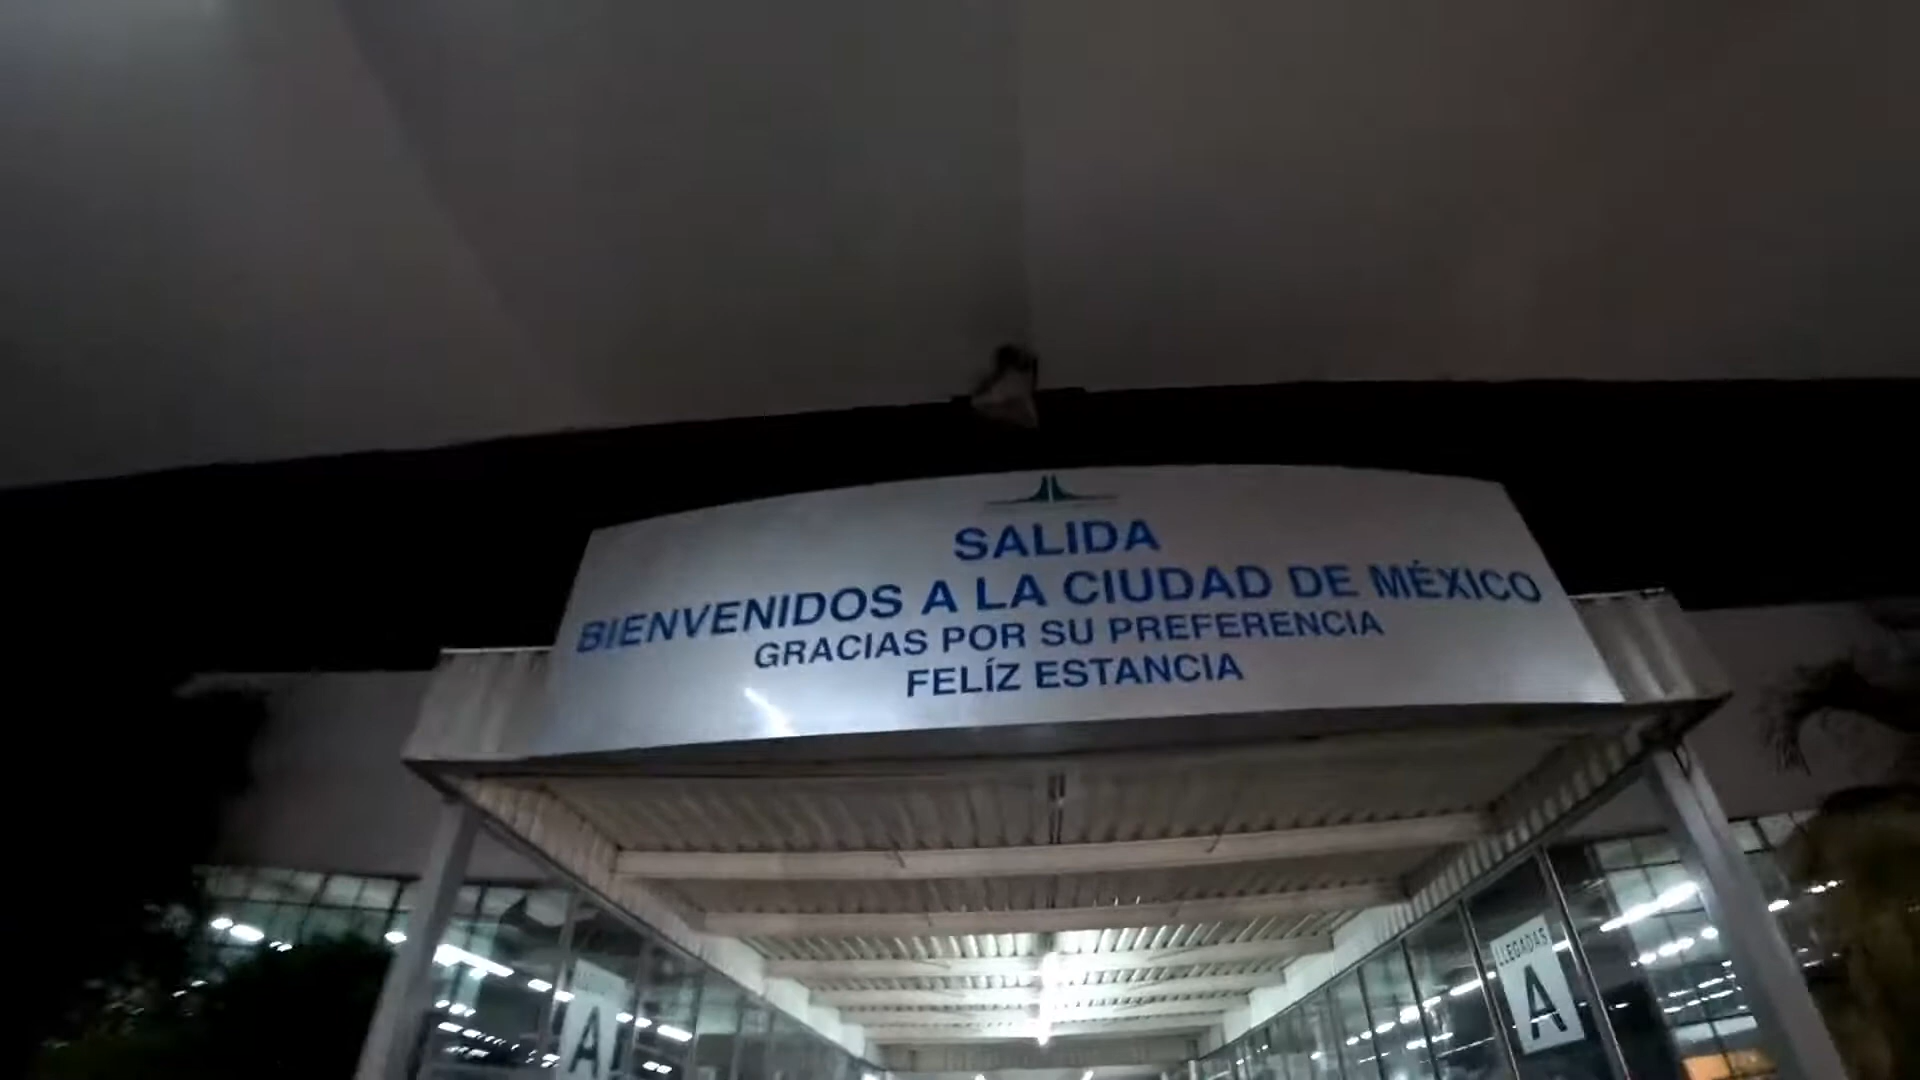 SALIDA
BIENVENIDOS A LA CIUDAD DE MÉXICO
GRACIAS POR SU PREFERENCIA
FELÍZ ESTANCIA
A
LLEGADAS
A